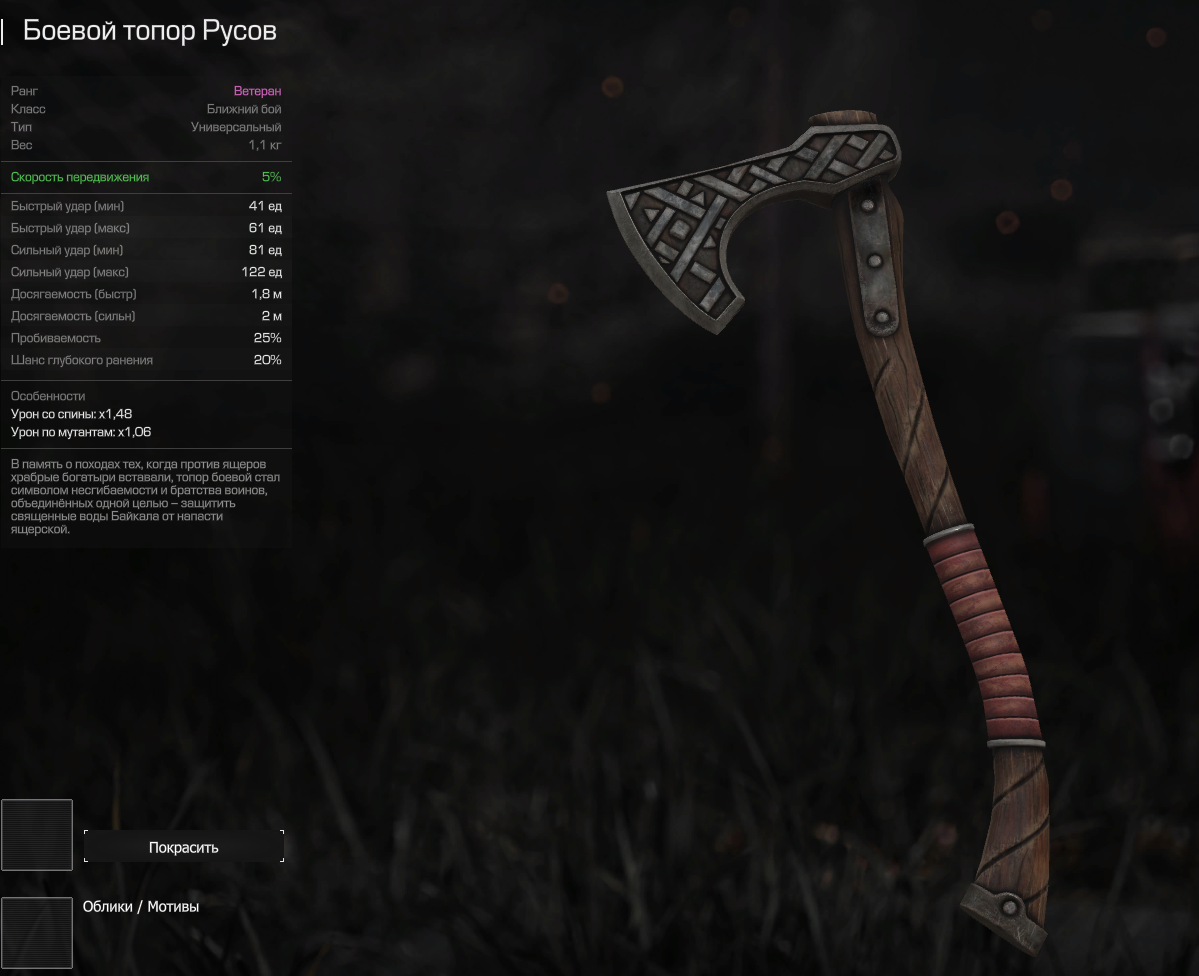 Боевой топор Русов
Ранг Ветеран
Класс Ближний бой
Тип Универсальный
Вес 1,1 кг
Скорость передвижения 5%
Быстрый удар (мин) 41 ед
Быстрый удар (макс) 61 ед
Сильный удар (мин) 81 ед
Сильный удар (макс) 122 ед
Досягаемость (быстр) 1,8 м
Досягаемость (сильн) 2 м
Пробиваемость 25%
Шанс глубокого ранения 20%
Особенности
Урон со спины: x1,48
Урон по мутантам: x1,06
В память о походах тех, когда против ящеров
храбрые богатыри вставали, топор боевой стал
символом несгибаемости и братства воинов,
объединённых одной целью – защитить
священные воды Байкала от напасти
ящерской.
Покрасить
Облики / Мотивы